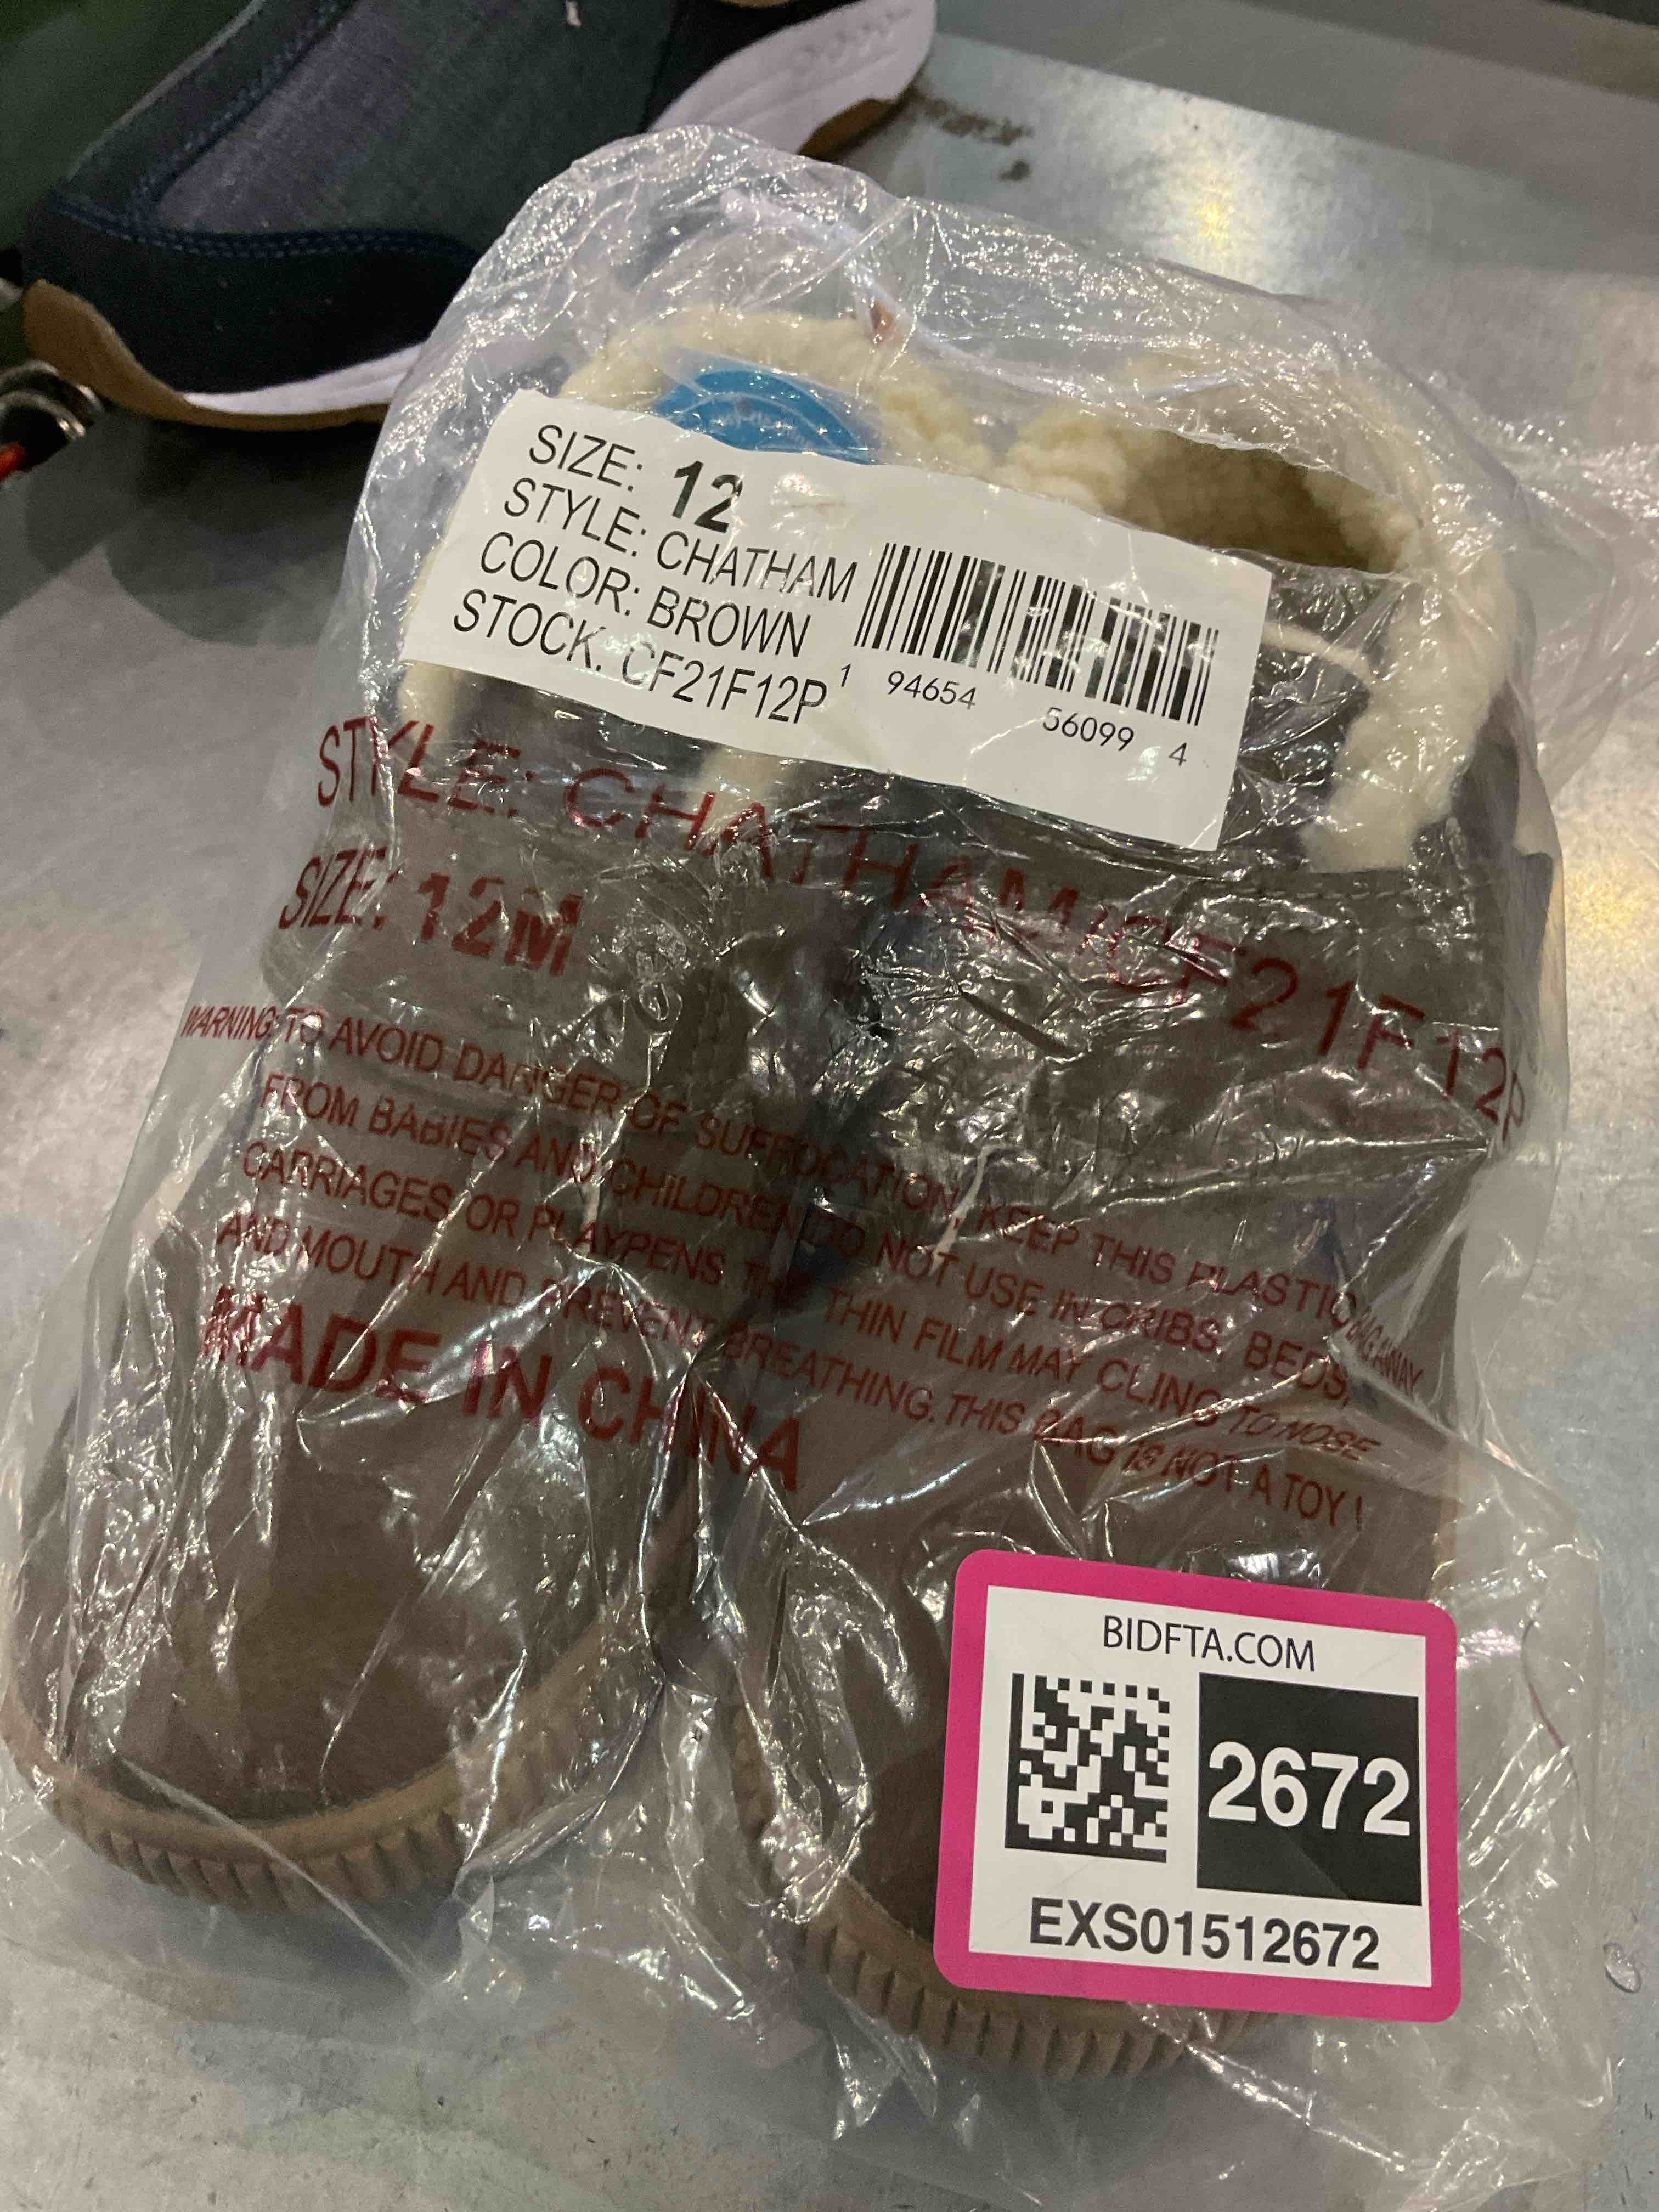 SIZE: 12
STYLE: CHATHAM
COLOR: BROWN
STOCK: CF21F12P
1 94654 56099 4
STYLE: CHATHAM/CF21F12P
SIZE: 12M
WARNING: TO AVOID DANGER OF SUFFOCATION, KEEP THIS PLASTIC BAG AWAY
FROM BABIES AND CHILDREN DO NOT USE IN CRIBS, BEDS,
CARRIAGES OR PLAYPENS THE THIN FILM MAY CLING TO NOSE
AND MOUTH AND PREVENT BREATHING. THIS BAG IS NOT A TOY!
MADE IN CHINA
BIDFTA.COM
2672
EXS01512672